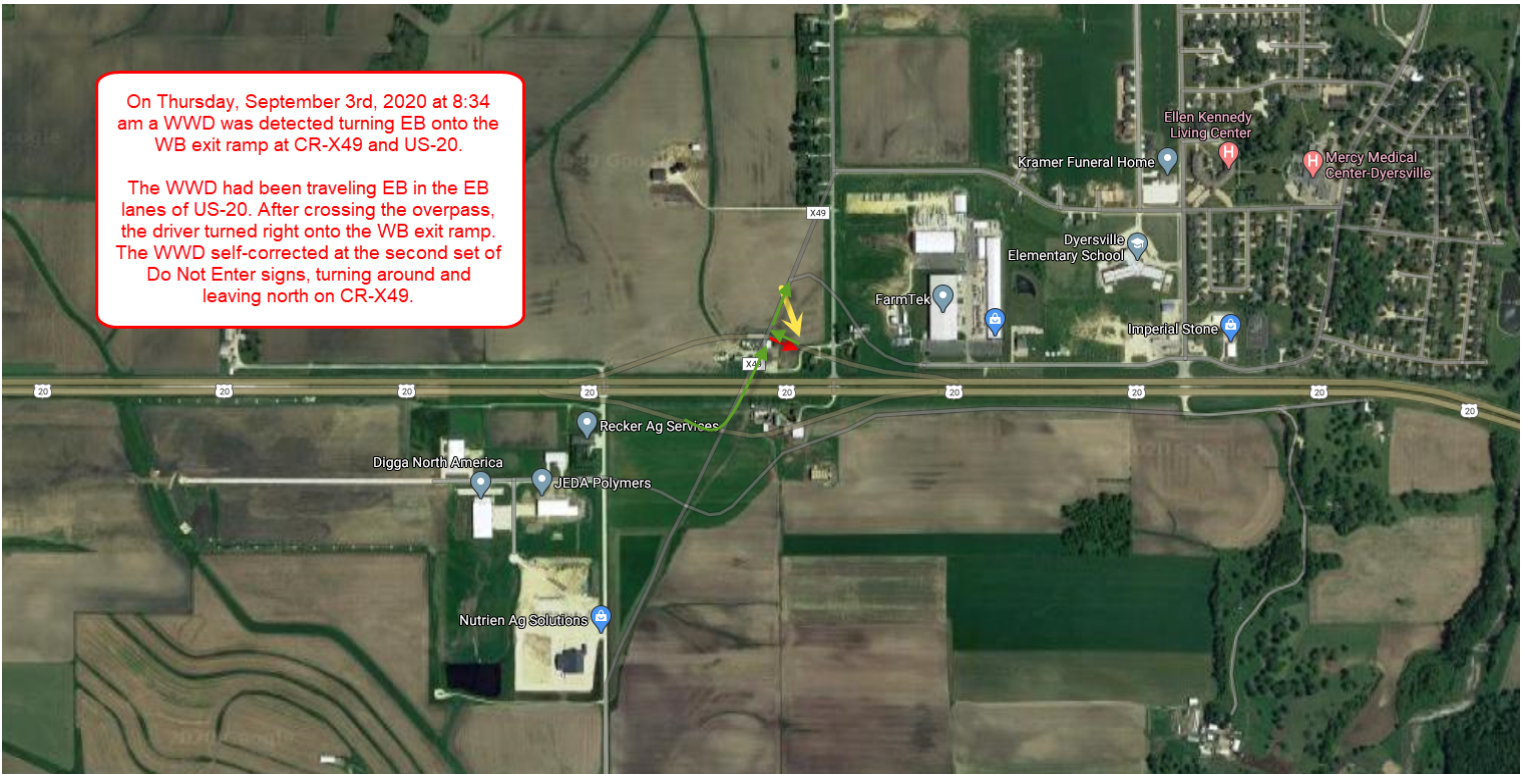 On Thursday, September 3rd, 2020 at 8:34
am a WWD was detected turning EB onto the
WB exit ramp at CR-X49 and US-20.
The WWD had been traveling EB in the EB
lanes of US-20. After crossing the overpass,
the driver turned right onto the WB exit ramp.
The WWD self-corrected at the second set of
Do Not Enter signs, turning around and
leaving north on CR-X49.
Ellen Kennedy
Living Center
Kramer Funeral Home
Mercy Medical
Center-Dyersville
X49
Dyersville
Elementary School
FarmTek
Imperial Stone
X49
20
20
20
20
20
20
20
20
20
Recker Ag Services
Digga North America
JEDA Polymers
Nutrien Ag Solutions